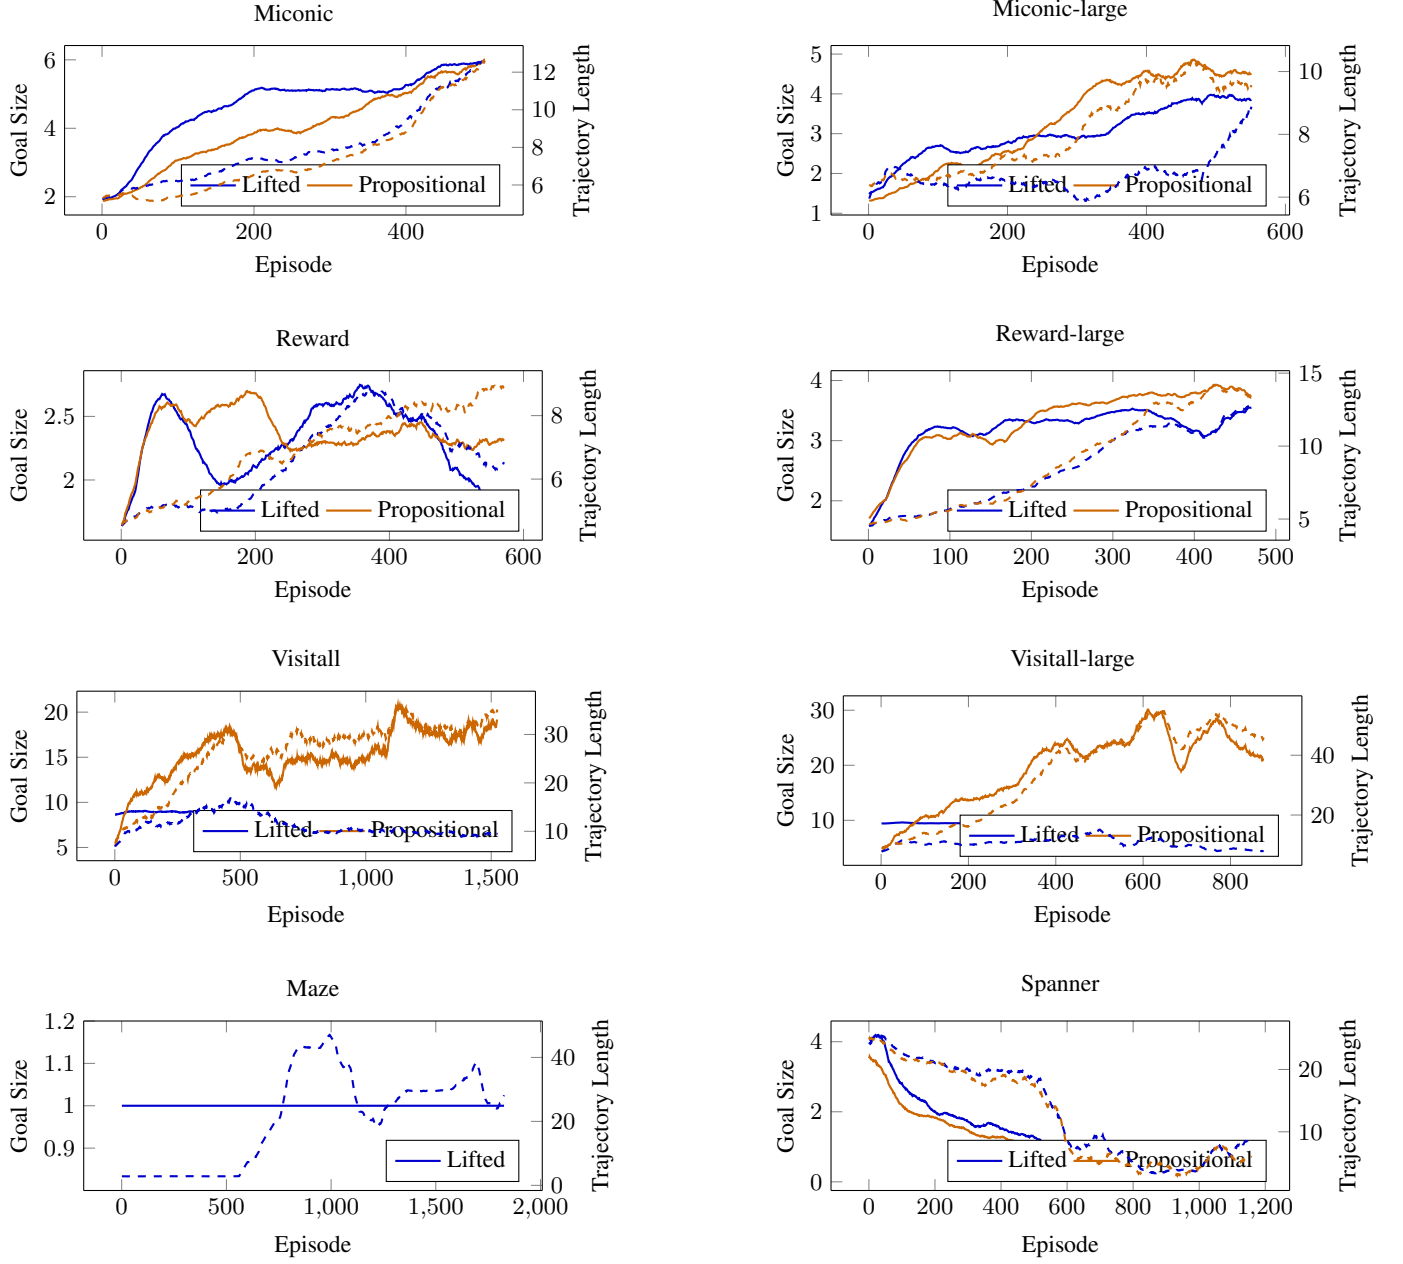 Miconic
6
4
2
12
10
8
6
Goal Size
Trajectory Length
Lifted
Propositional
0
200
400
Episode
Miconic-large
5
4
3
2
1
10
8
6
Goal Size
Trajectory Length
Lifted
Propositional
0
200
400
600
Episode
Reward
2.5
2
8
6
Goal Size
Trajectory Length
Lifted
Propositional
0
200
400
600
Episode
Reward-large
4
3
2
15
10
5
Goal Size
Trajectory Length
Lifted
Propositional
0
100
200
300
400
500
Episode
Visitall
20
15
10
5
30
20
10
Goal Size
Trajectory Length
Lifted
Propositional
0
500
1,000
1,500
Episode
Visitall-large
30
20
10
40
20
Goal Size
Trajectory Length
Lifted
Propositional
0
200
400
600
800
Episode
Maze
1.2
1.1
1
0.9
40
20
0
Goal Size
Trajectory Length
Lifted
0
500
1,000
1,500
2,000
Episode
Spanner
4
2
0
20
10
Goal Size
Trajectory Length
Lifted
Propositional
0
200
400
600
800
1,000
1,200
Episode